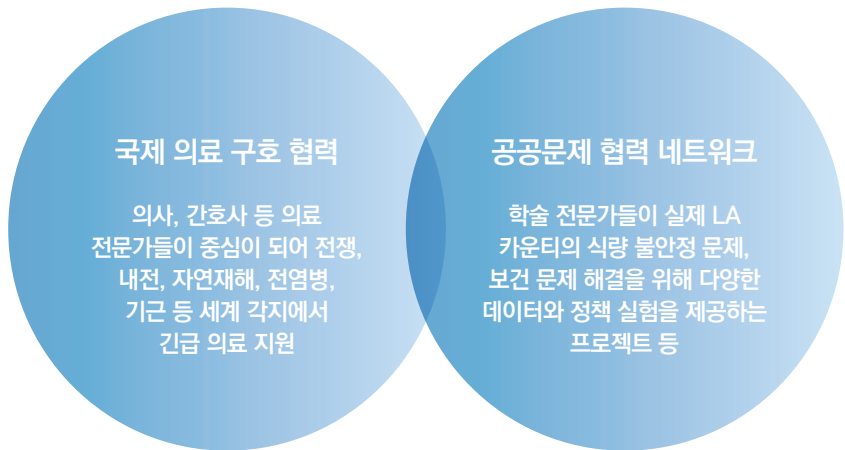 국제 의료 구호 협력
의사, 간호사 등 의료
전문가들이 중심이 되어 전쟁,
내전, 자연재해, 전염병,
기근 등 세계 각지에서
긴급 의료 지원
공공문제 협력 네트워크
학술 전문가들이 실제 LA
카운티의 식량 불안정 문제,
보건 문제 해결을 위해 다양한
데이터와 정책 실험을 제공하는
프로젝트 등